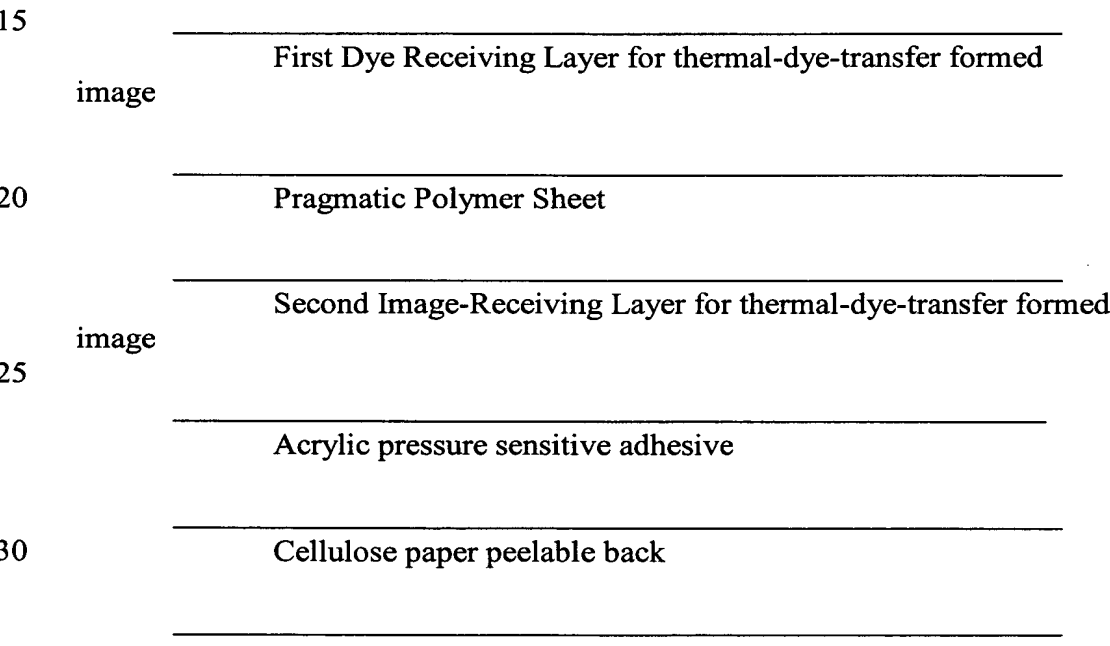 15
First Dye Receiving Layer for thermal-dye-transfer formed
image
20 Pragmatic Polymer Sheet
Second Image-Receiving Layer for thermal-dye-transfer formed
image
25
Acrylic pressure sensitive adhesive
30 Cellulose paper peelable back